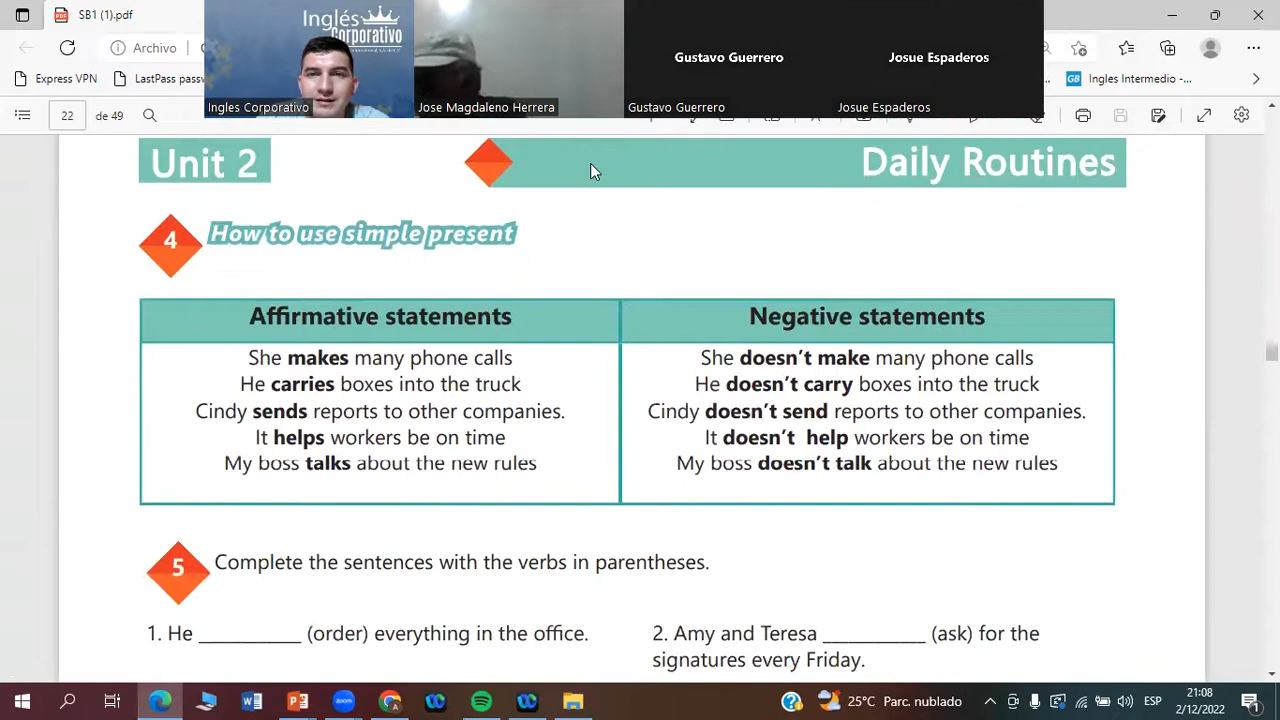 SB1 (1).pdf
Archivo
Express VPN
LastPass passw
GB Ingles Intermedio -...
22 de 49
Inglés
Corporativo
Ingles Corporativo
Jose Magdaleno Herrera
Gustavo Guerrero
Gustavo Guerrero
Josue Espaderos
Josue Espaderos
Unit 2
Daily Routines
4 How to use simple present
Affirmative statements
She makes many phone calls
He carries boxes into the truck
Cindy sends reports to other companies.
It helps workers be on time
My boss talks about the new rules
Negative statements
She doesn't make many phone calls
He doesn't carry boxes into the truck
Cindy doesn't send reports to other companies.
It doesn't help workers be on time
My boss doesn't talk about the new rules
5 Complete the sentences with the verbs in parentheses.
1. He __________ (order) everything in the office.
2. Amy and Teresa __________ (ask) for the
signatures every Friday.
25°C Parc. nublado
ESP
21:08
2/12/2022